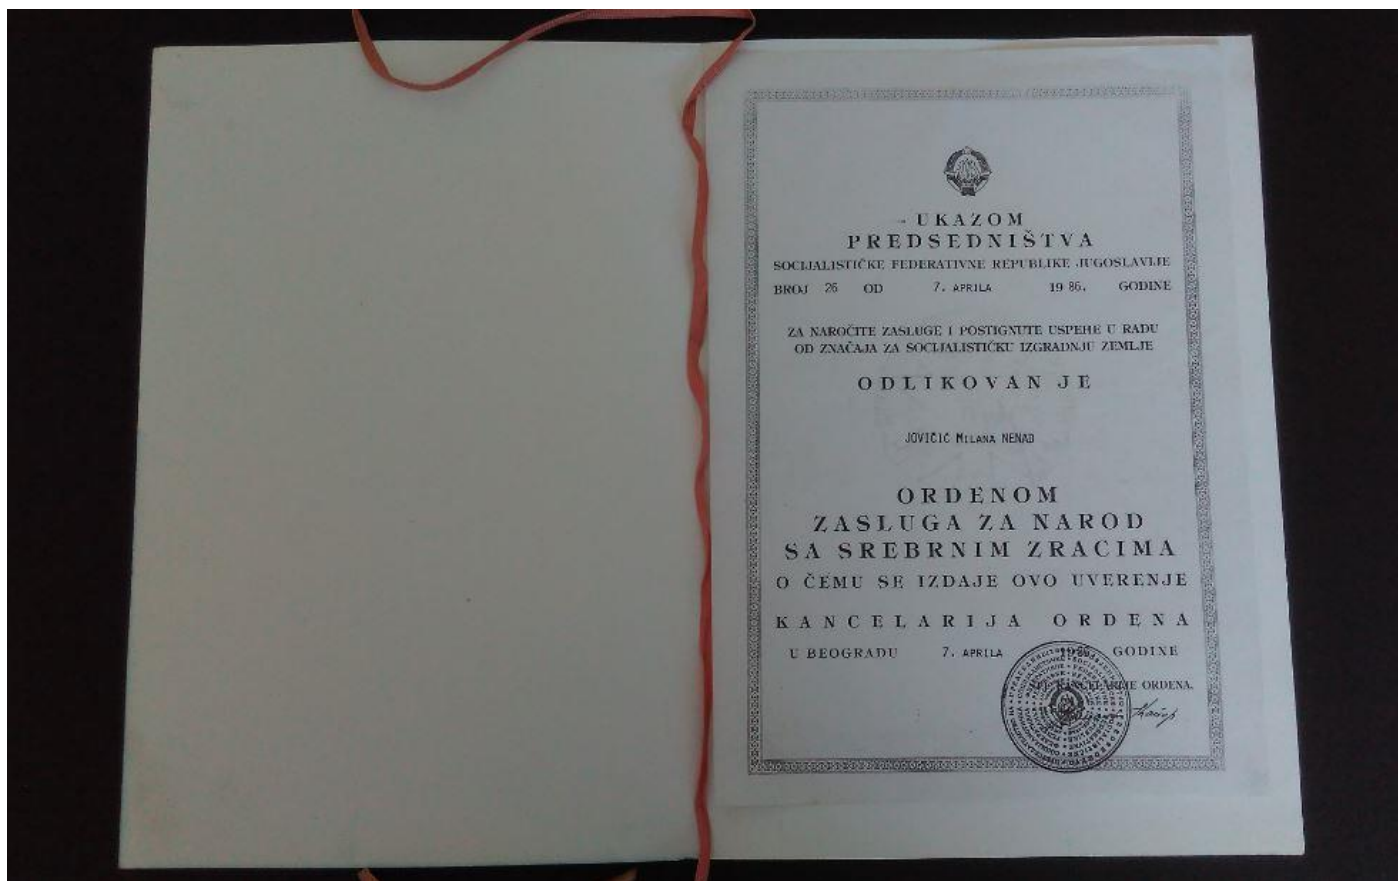 UKAZOM
PREDSEDNIŠTVA
SOCIJALISTIČKE FEDERATIVNE REPUBLIKE JUGOSLAVIJE
BROJ 26 OD 7. APRILA 19 86. GODINE
ZA NAROČITE ZASLUGE I POSTIGNUTE USPEHE U RADU
OD ZNAČAJA ZA SOCIJALISTIČKU IZGRADNJU ZEMLJE
ODLIKOVAN JE
JOVIČIĆ MILANA NENAD
ORDENOM
ZASLUGA ZA NAROD
SA SREBRNIM ZRACIMA
O ČEMU SE IZDAJE OVO UVERENJE
KANCELARIJA ORDENA
U BEOGRADU 7. APRILA GODINE
KANCELARIJE ORDENA,